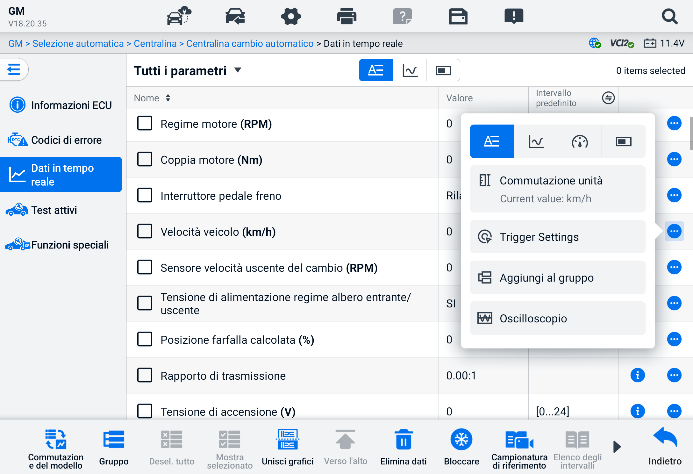 GM
V18.20.35
GM > Selezione automatica > Centralina > Centralina cambio automatico > Dati in tempo reale
VCI2
11.4V
Tutti i parametri
0 items selected
Nome
Valore
Intervallo
predefinito
Informazioni ECU
Codici di errore
Dati in tempo
reale
Test attivi
Funzioni speciali
Regime motore (RPM)
0
Coppia motore (Nm)
0
Interruttore pedale freno
Rila
Velocità veicolo (km/h)
0
Sensore velocità uscente del cambio (RPM)
0
Tensione di alimentazione regime albero entrante/
uscente
SI
Posizione farfalla calcolata (%)
0
Rapporto di trasmissione
0.00:1
Tensione di accensione (V)
0
[0...24]
Commutazione unità
Current value: km/h
Trigger Settings
Aggiungi al gruppo
Oscilloscopio
Commutazion
e del modello
Gruppo
Desel. tutto
Mostra
selezionato
Unisci grafici
Verso l'alto
Elimina dati
Bloccare
Campionatura
di riferimento
Elenco degli
intervalli
Indietro